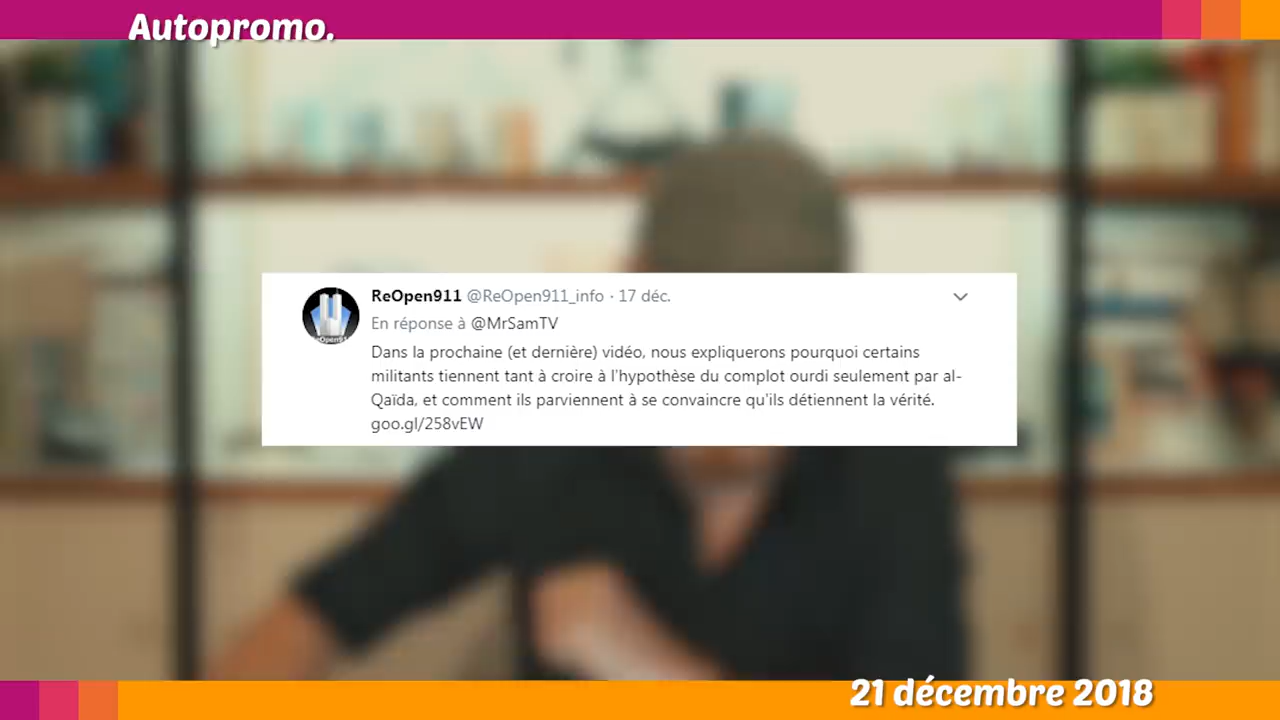 Autopromo.
ReOpen911 @ReOpen911_info · 17 déc.
En réponse à @MrSamTV
Dans la prochaine (et dernière) vidéo, nous expliquerons pourquoi certains
militants tiennent tant à croire à l'hypothèse du complot ourdi seulement par al-
Qaïda, et comment ils parviennent à se convaincre qu'ils détiennent la vérité.
goo.gl/258vEW
21 décembre 2018